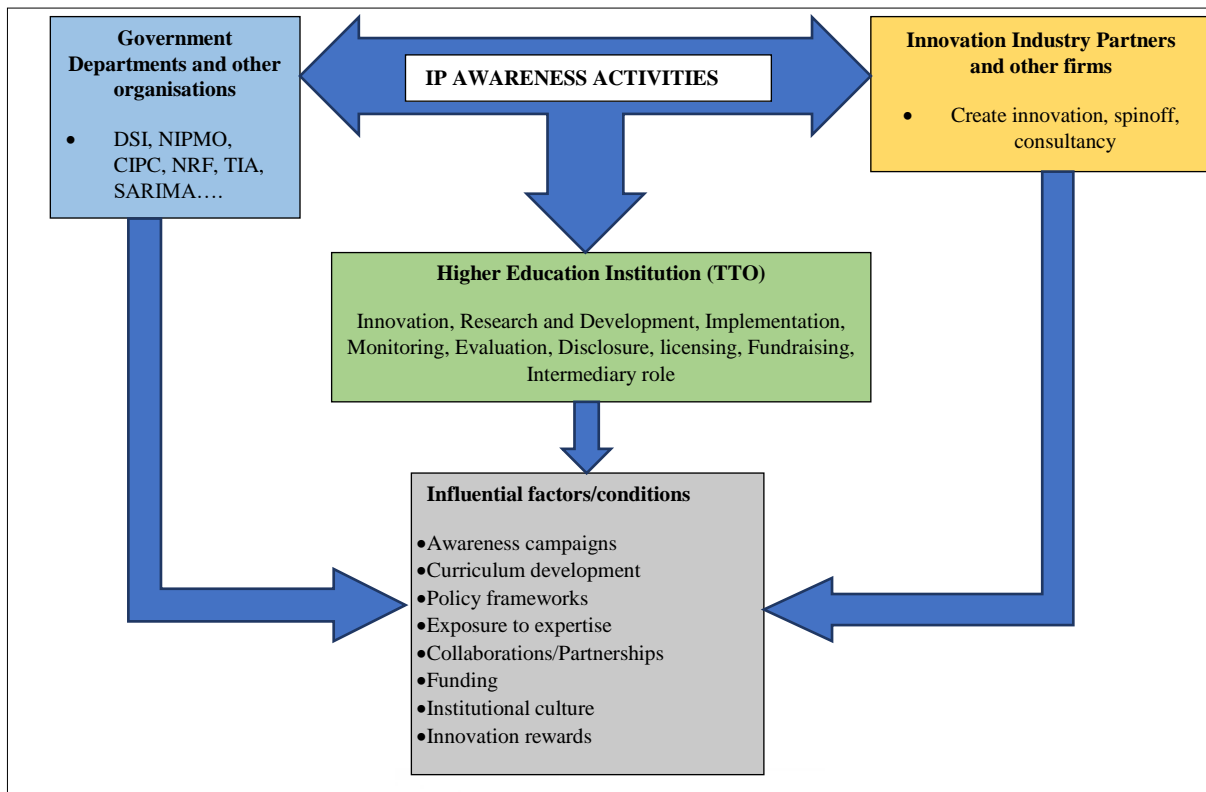 Government
Departments and other
organisations
• DSI, NIPMO,
CIPC, NRF, TIA,
SARIMA….
IP AWARENESS ACTIVITIES
Innovation Industry Partners
and other firms
• Create innovation, spinoff,
consultancy
Higher Education Institution (TTO)
Innovation, Research and Development, Implementation,
Monitoring, Evaluation, Disclosure, licensing, Fundraising,
Intermediary role
Influential factors/conditions
•Awareness campaigns
•Curriculum development
•Policy frameworks
•Exposure to expertise
•Collaborations/Partnerships
•Funding
•Institutional culture
•Innovation rewards